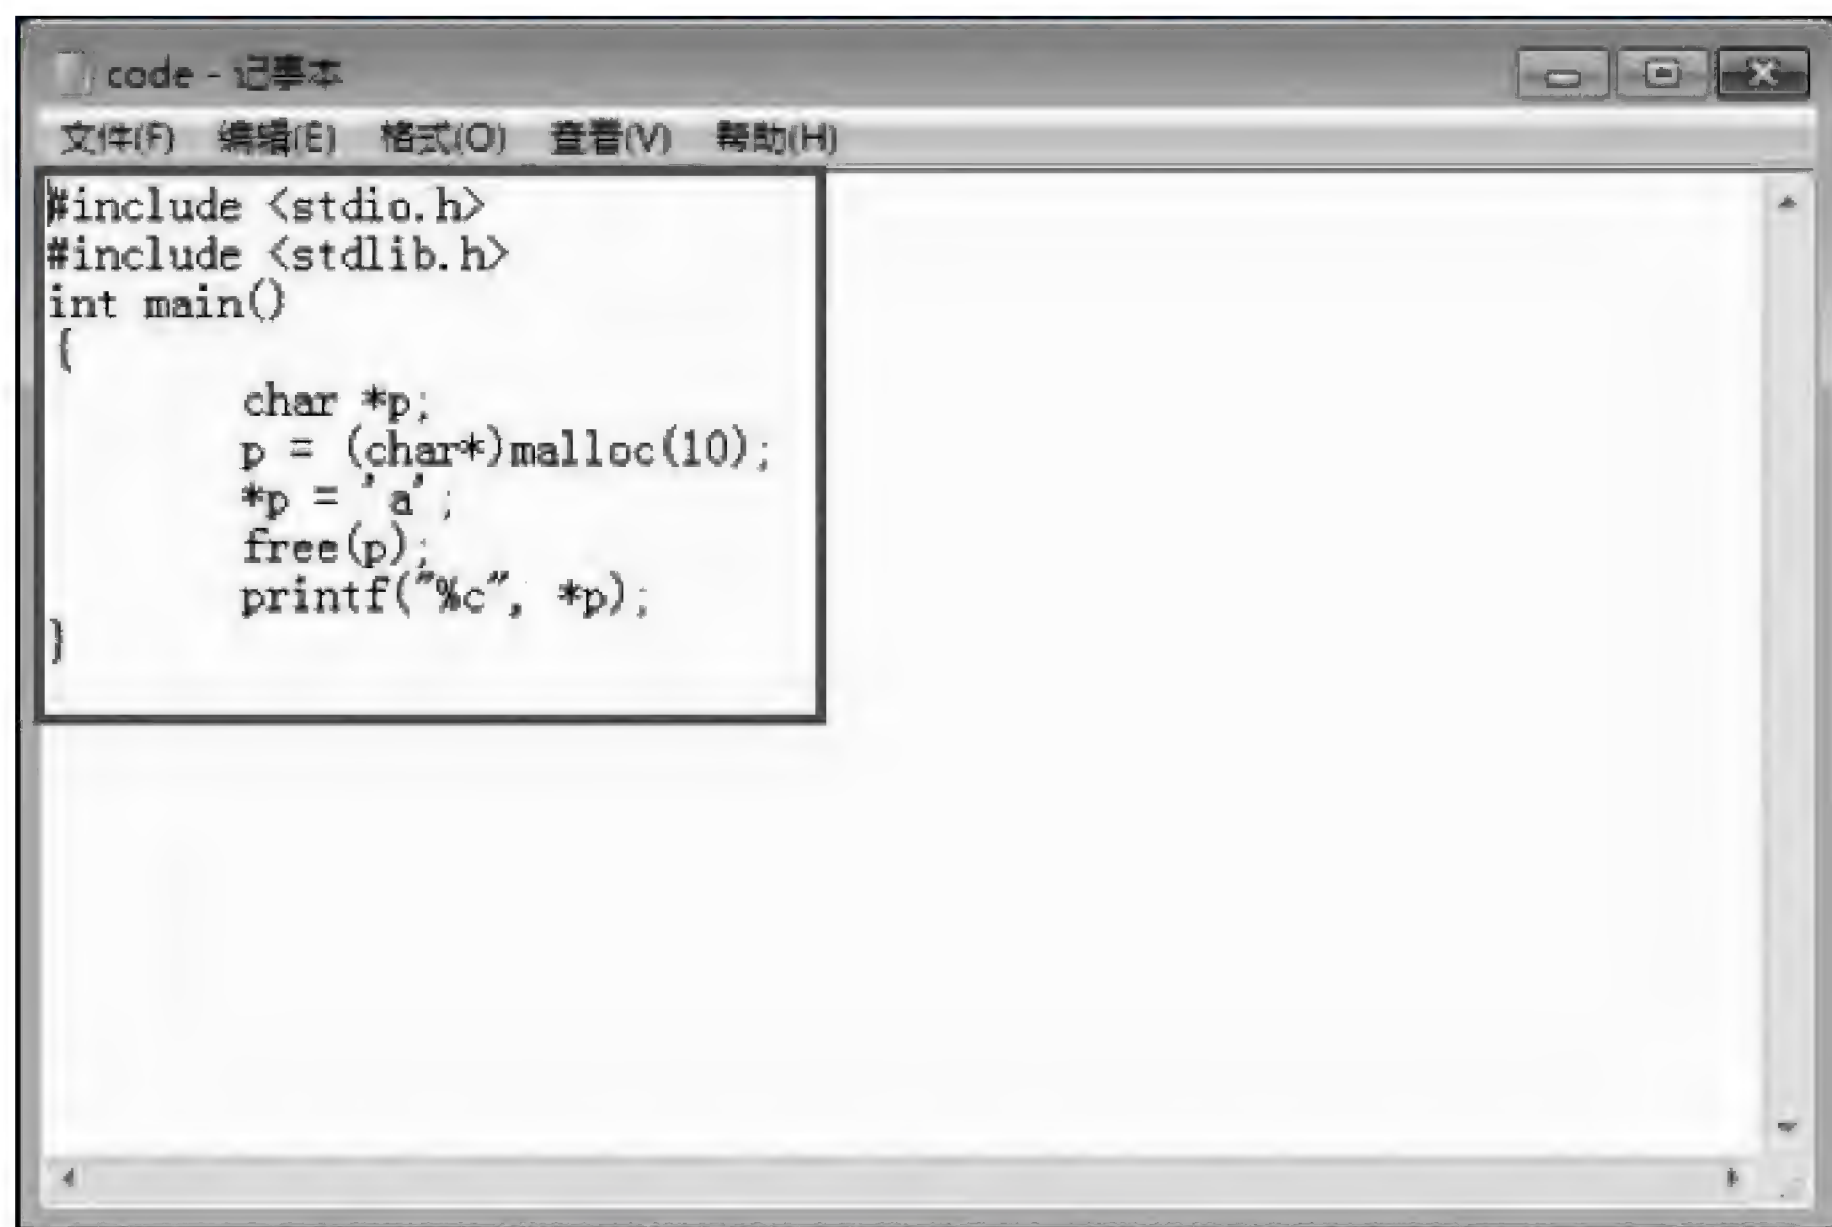 code - 记事本
文件(F) 编辑(E) 格式(O) 查看(V) 帮助(H)
#include <stdio.h>
#include <stdlib.h>
int main()
{
char *p;
p = (char*)malloc(10);
*p = 'a';
free(p);
printf("%c", *p);
}